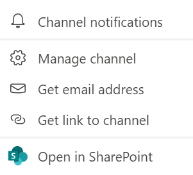 Channel notifications
Manage channel
Get email address
Get link to channel
Open in SharePoint